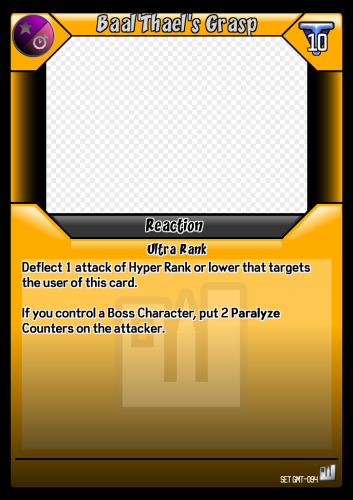 Baal'Thael's Grasp
10
Reaction
Ultra Rank
Deflect 1 attack of Hyper Rank or lower that targets
the user of this card.
If you control a Boss Character, put 2 Paralyze
Counters on the attacker.
SET GMT-094